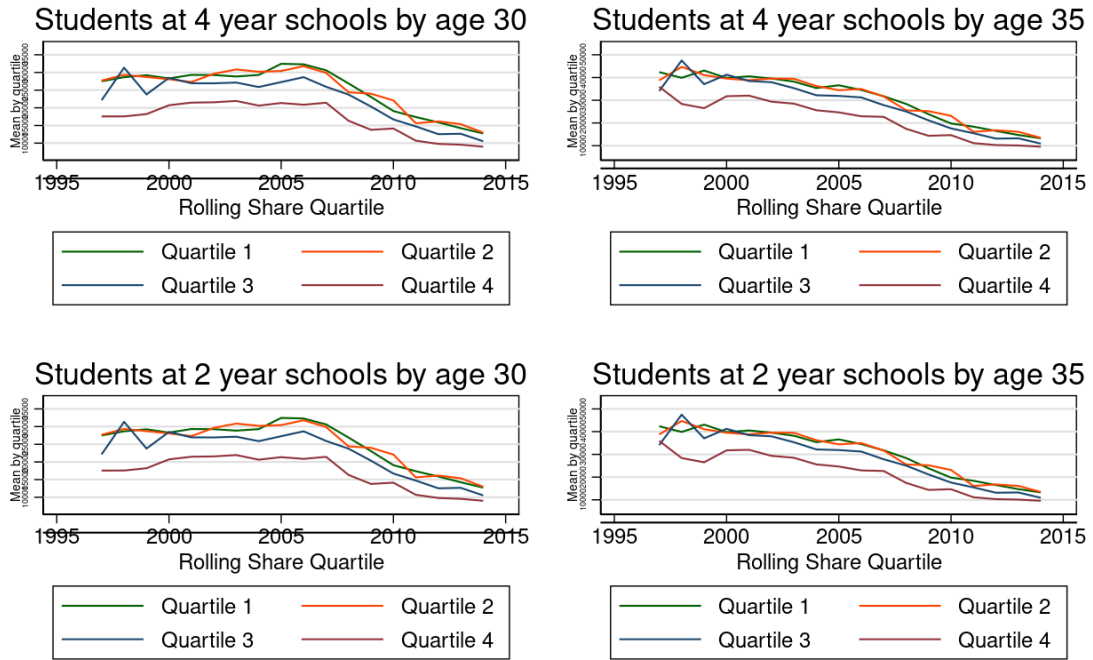 Students at 4 year schools by age 30
Mean by quartile
1995 2000 2005 2010 2015
Rolling Share Quartile
Quartile 1 Quartile 2
Quartile 3 Quartile 4
Students at 4 year schools by age 35
Mean by quartile
1995 2000 2005 2010 2015
Rolling Share Quartile
Quartile 1 Quartile 2
Quartile 3 Quartile 4
Students at 2 year schools by age 30
Mean by quartile
1995 2000 2005 2010 2015
Rolling Share Quartile
Quartile 1 Quartile 2
Quartile 3 Quartile 4
Students at 2 year schools by age 35
Mean by quartile
1995 2000 2005 2010 2015
Rolling Share Quartile
Quartile 1 Quartile 2
Quartile 3 Quartile 4